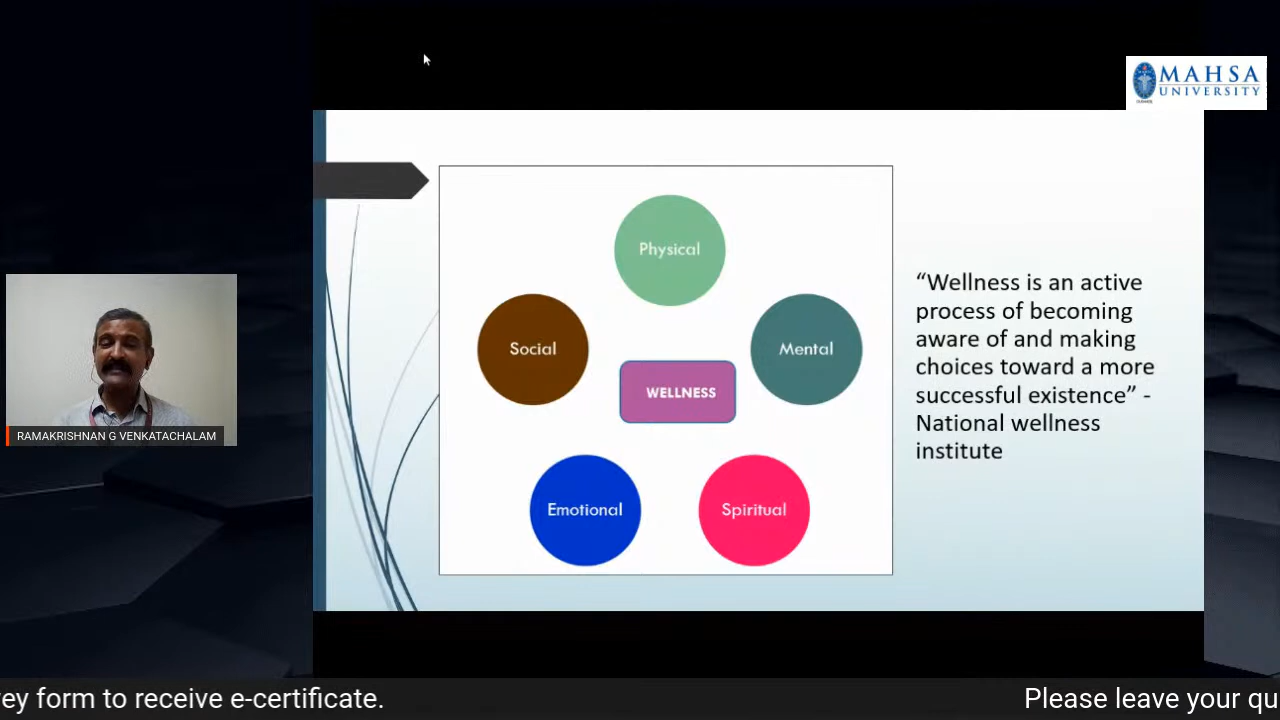 MAHSA
UNIVERSITY
Physical
Social
Mental
WELLNESS
Emotional
Spiritual
“Wellness is an active
process of becoming
aware of and making
choices toward a more
successful existence” -
National wellness
institute
RAMAKRISHNAN G VENKATACHALAM
ey form to receive e-certificate.
Please leave your qu